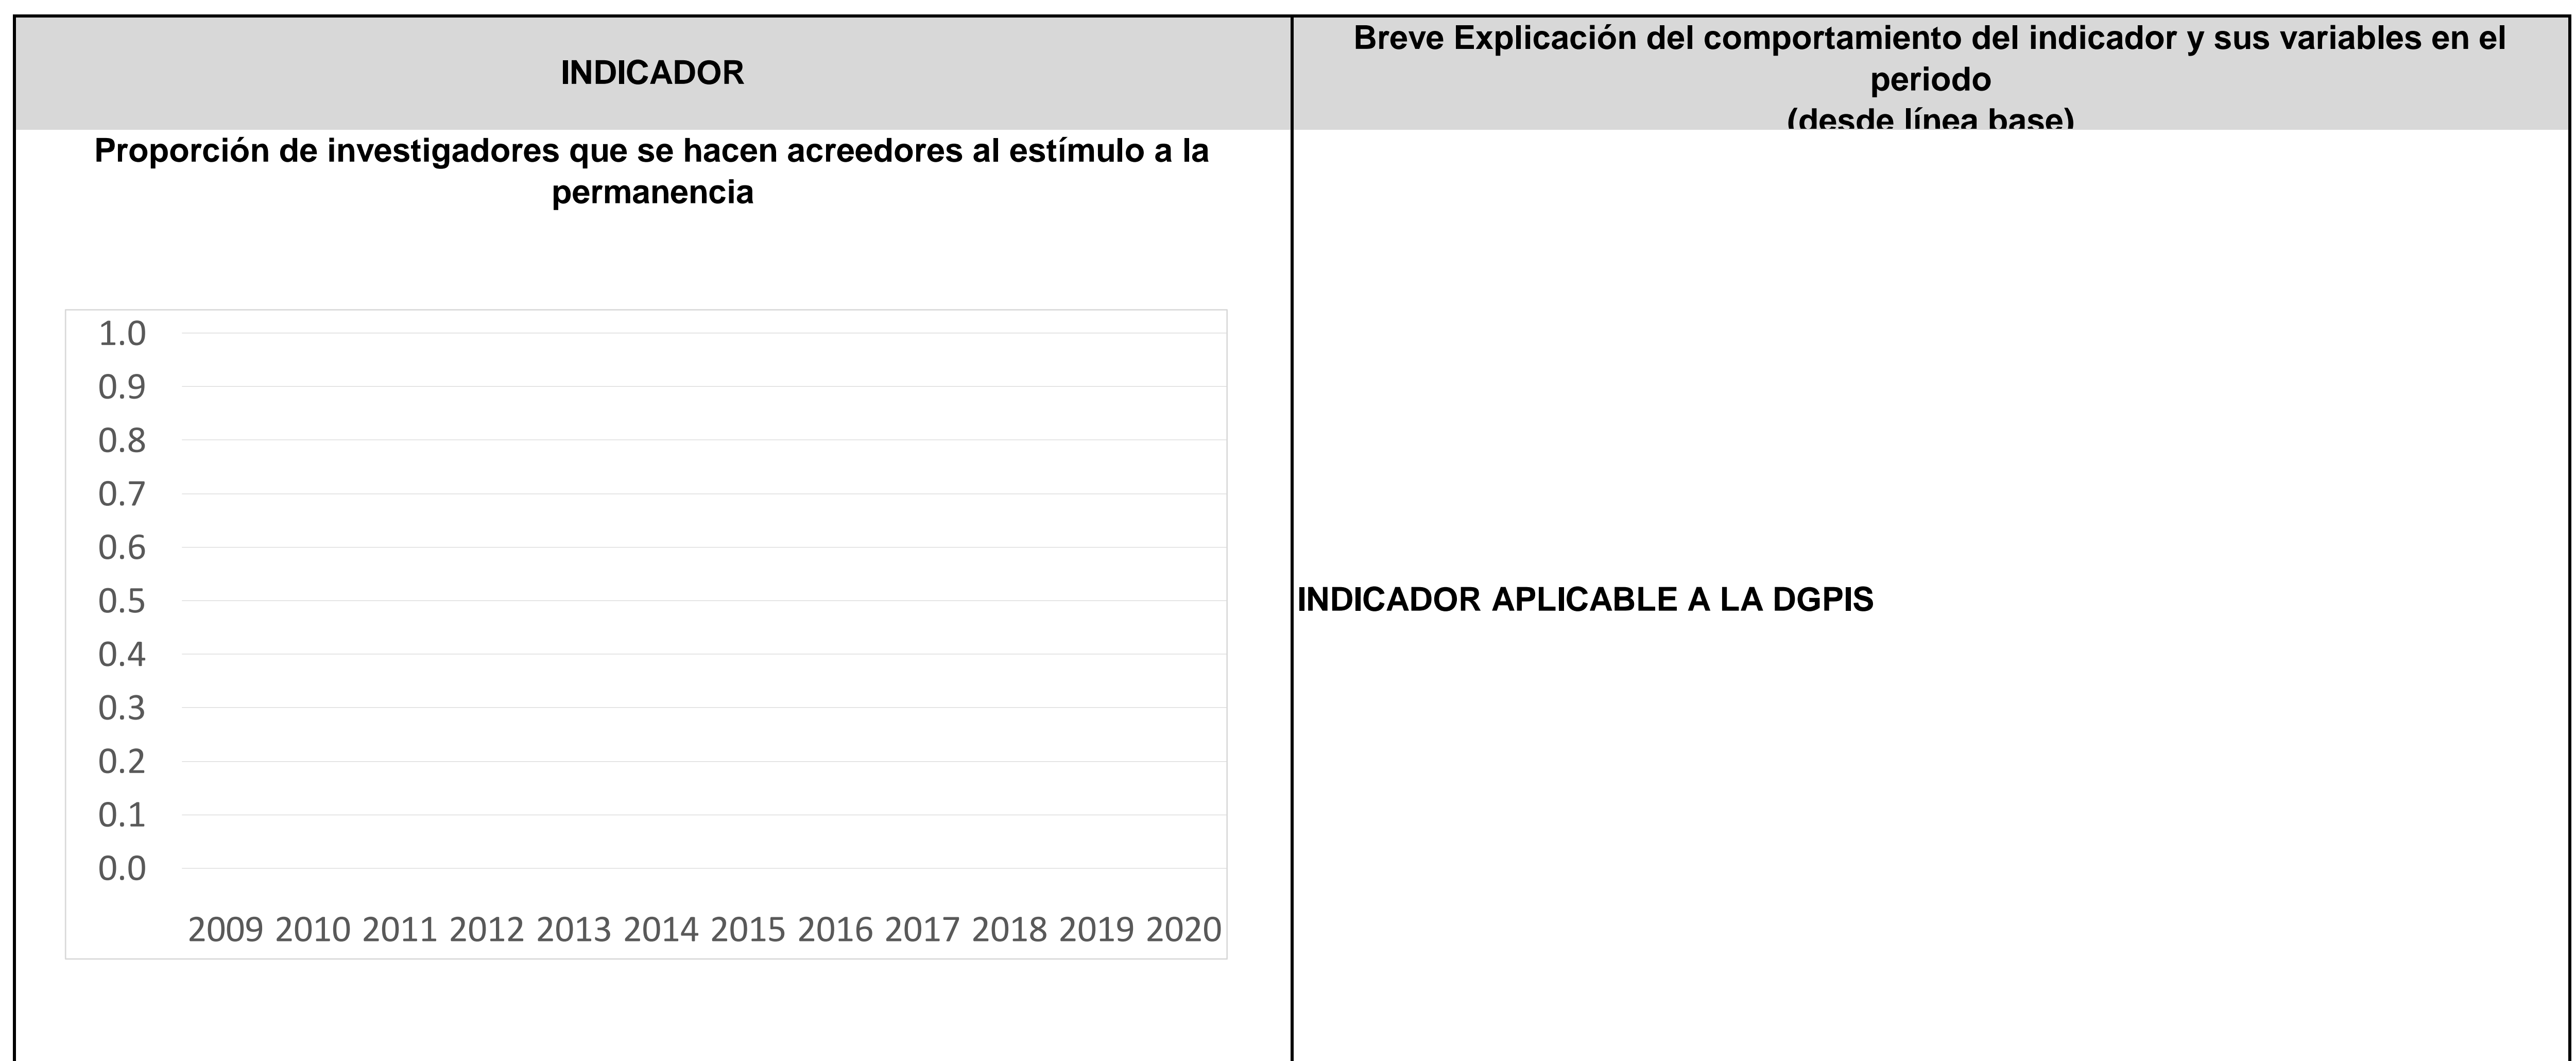 INDICADOR
Breve Explicación del comportamiento del indicador y sus variables en el
periodo
(desde línea base)
Proporción de investigadores que se hacen acreedores al estímulo a la
permanencia
1.0
0.9
0.8
0.7
0.6
0.5
0.4
0.3
0.2
0.1
0.0
2009 2010 2011 2012 2013 2014 2015 2016 2017 2018 2019 2020
INDICADOR APLICABLE A LA DGPIS